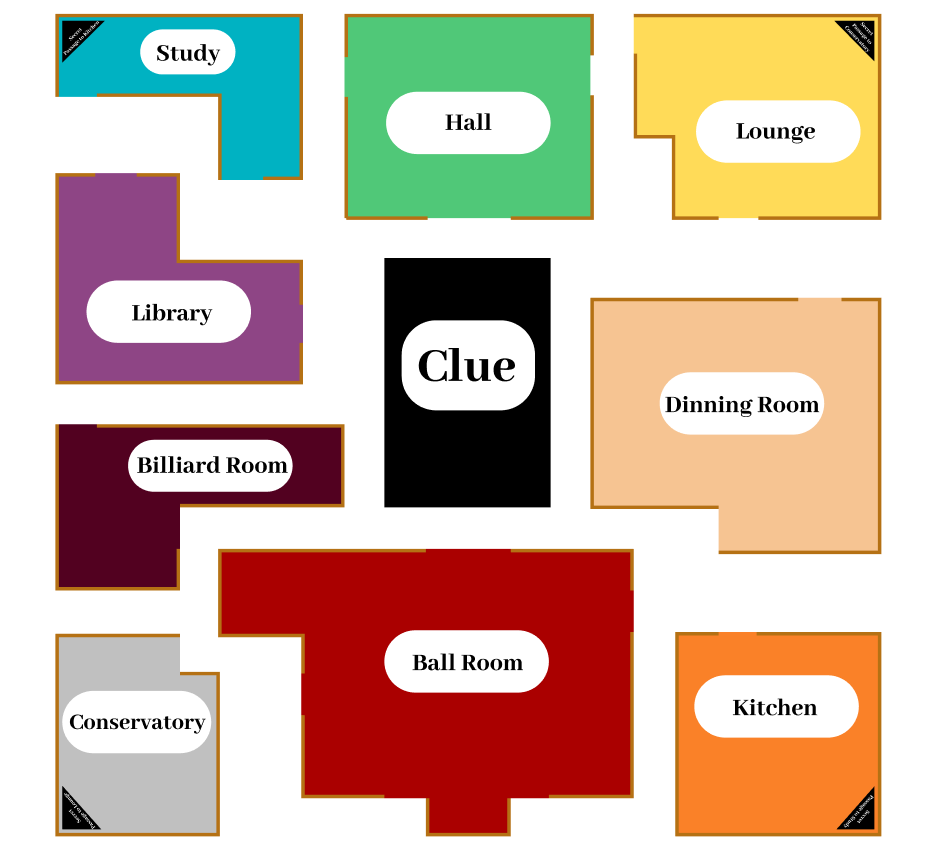 Secret
Passage to Kitchen
Study
Hall
Lounge
Secret
Passage to
Conservatory
Library
Clue
Dinning Room
Billiard Room
Ball Room
Conservatory
Kitchen
Secret
Passage to Lounge
Secret
Passage to Study